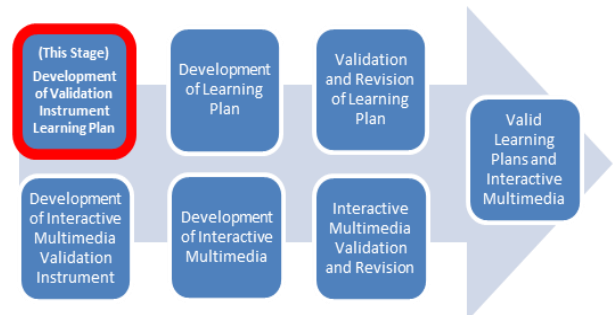 (This Stage)
Development
of Validation
Instrument
Learning Plan
Development
of Learning
Plan
Validation
and Revision
of Learning
Plan
Valid
Learning
Plans and
Interactive
Multimedia
Development
of Interactive
Multimedia
Validation
Instrument
Development
of Interactive
Multimedia
Interactive
Multimedia
Validation
and Revision